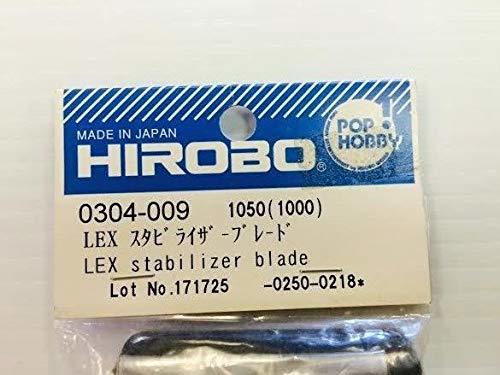 MADE IN JAPAN
HIROBO®
POP!
HOBBY
0304-009 1050(1000)
LEX スタビライザーブレード
LEX stabilizer blade
Lot No.171725 -0250-0218*